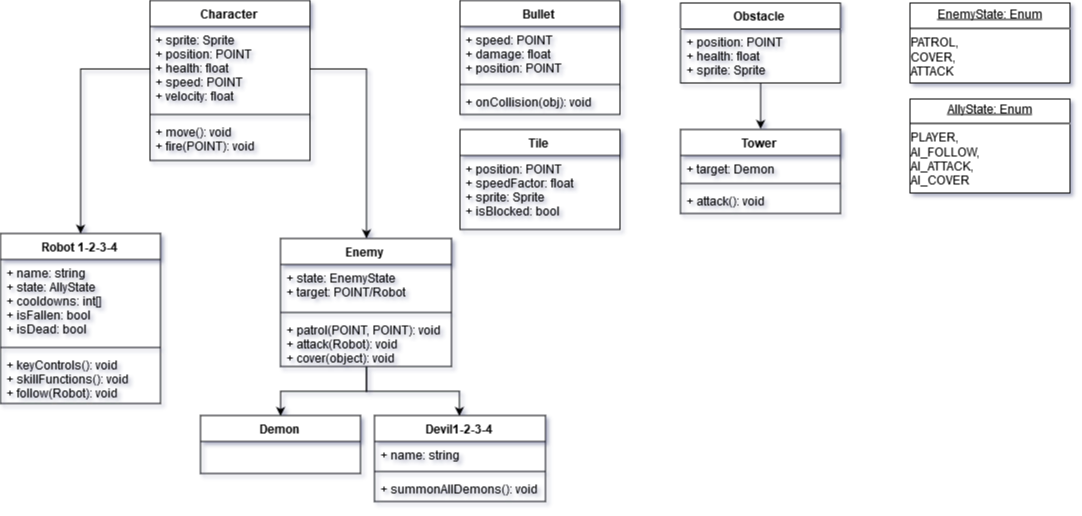 Character
+ sprite: Sprite
+ position: POINT
+ health: float
+ speed: POINT
+ velocity: float
+ move(): void
+ fire(POINT): void
Bullet
+ speed: POINT
+ damage: float
+ position: POINT
+ onCollision(obj): void
Obstacle
+ position: POINT
+ health: float
+ sprite: Sprite
EnemyState: Enum
PATROL,
COVER,
ATTACK
AllyState: Enum
PLAYER,
AI_FOLLOW,
AI_ATTACK,
AI_COVER
Tile
+ position: POINT
+ speedFactor: float
+ sprite: Sprite
+ isBlocked: bool
Tower
+ target: Demon
+ attack(): void
Robot 1-2-3-4
+ name: string
+ state: AllyState
+ cooldowns: int[]
+ isFallen: bool
+ isDead: bool
+ keyControls(): void
+ skillFunctions(): void
+ follow(Robot): void
Enemy
+ state: EnemyState
+ target: POINT/Robot
+ patrol(POINT, POINT): void
+ attack(Robot): void
+ cover(object): void
Demon
Devil1-2-3-4
+ name: string
+ summonAllDemons(): void